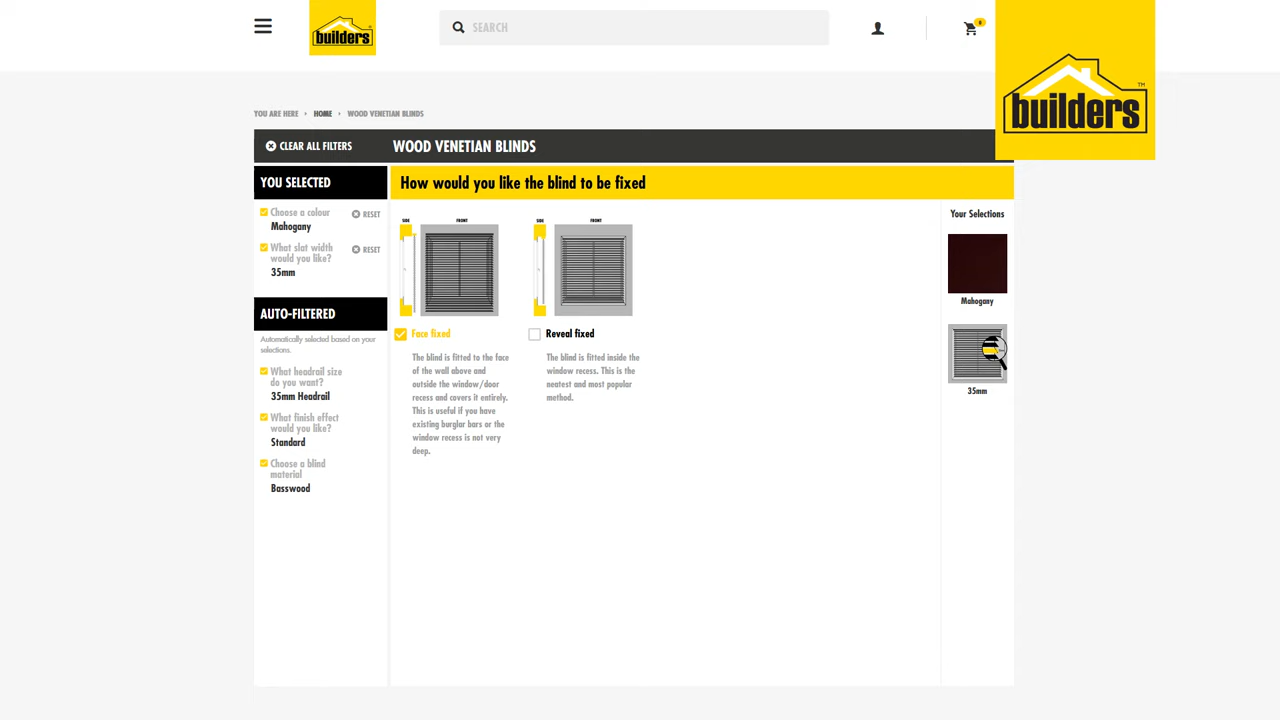 builders
SEARCH
0
builders™
YOU ARE HERE
HOME
WOOD VENETIAN BLINDS
CLEAR ALL FILTERS
WOOD VENETIAN BLINDS
YOU SELECTED
Choose a colour
RESET
Mahogany
What slat width
would you like?
RESET
35mm
AUTO-FILTERED
Automatically selected based on your
selections.
What headrail size
do you want?
35mm Headrail
What finish effect
would you like?
Standard
Choose a blind
material
Basswood
How would you like the blind to be fixed
SIDE
FRONT
Face fixed
The blind is fitted to the face
of the wall above and
outside the window/door
recess and covers it entirely.
This is useful if you have
existing burglar bars or the
window recess is not very
deep.
SIDE
FRONT
Reveal fixed
The blind is fitted inside the
window recess. This is the
neatest and most popular
method.
Your Selections
Mahogany
35mm